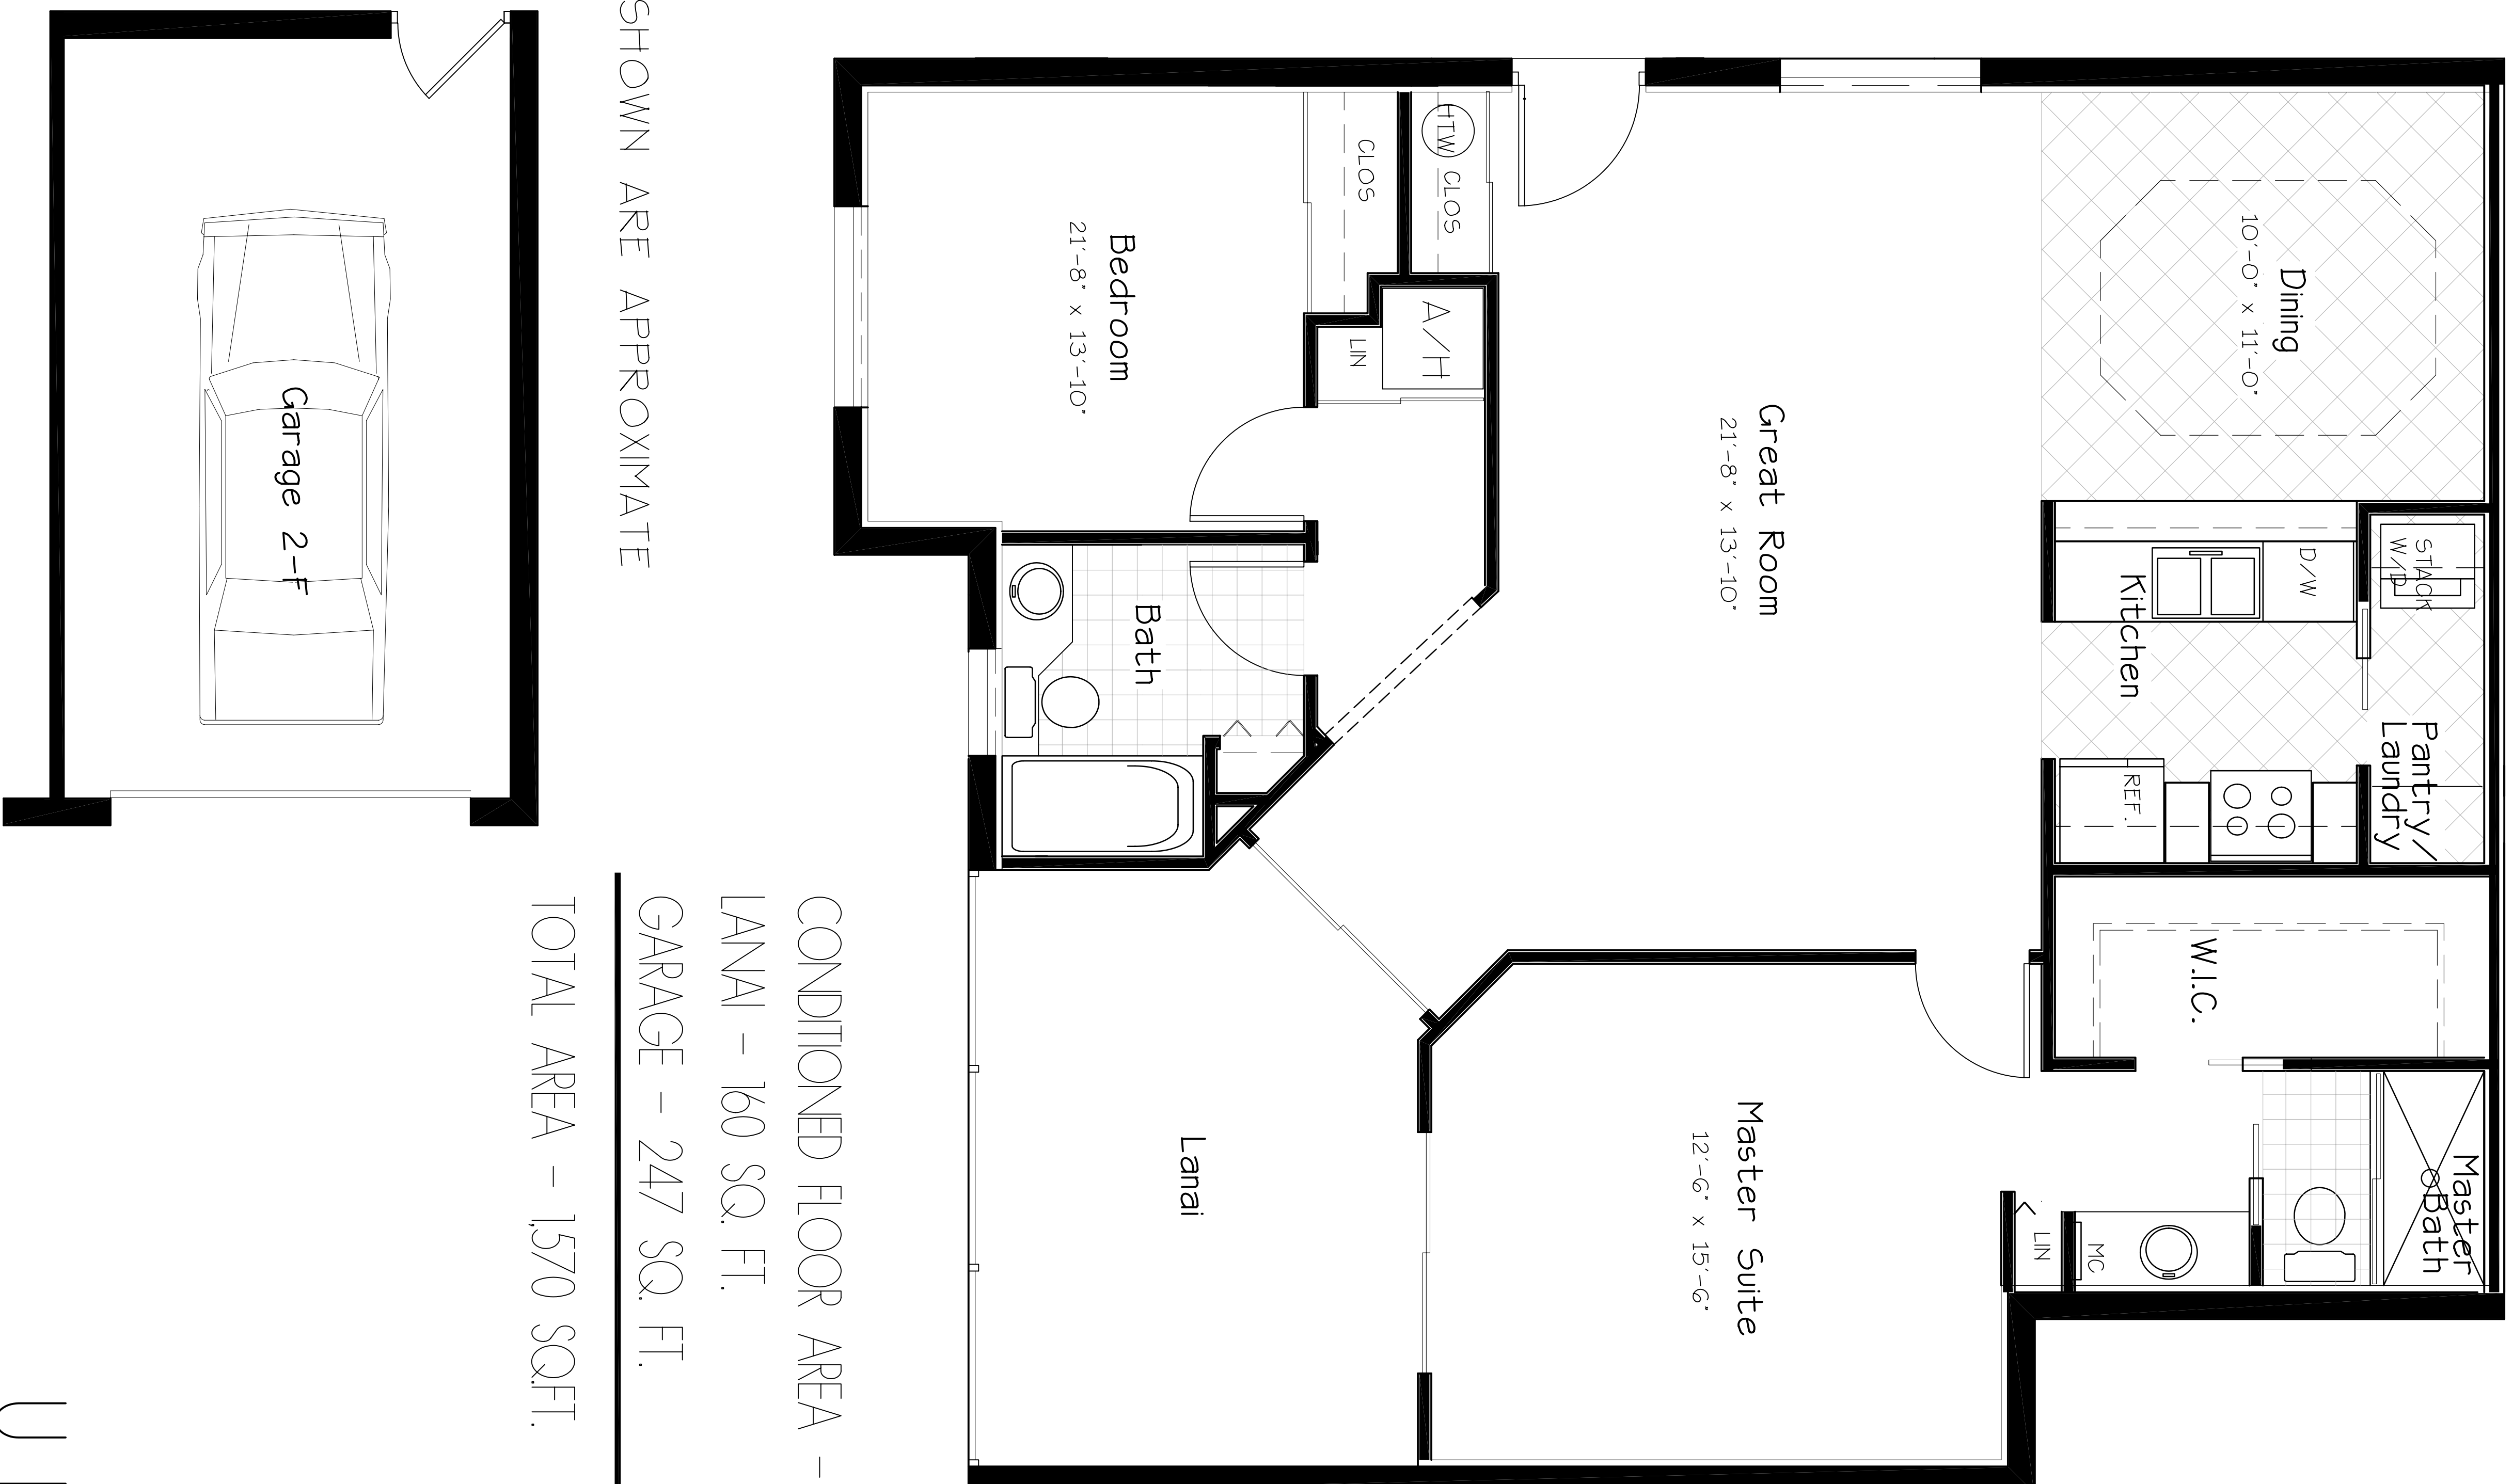 Dining
10'-0" x 11'-0"
STACK
W/D
D/W
Kitchen
Pantry/
Laundry
REF.
W.I.C.
Master
Bath
LIN
MC
Great Room
21'-8" x 13'-10"
Master Suite
12'-6" x 15'-6"
HTW
CLOS
CLOS
A/H
LIN
Bedroom
21'-8" x 13'-10"
Bath
Lanai
SHOWN ARE APPROXIMATE
Garage 2-F
CONDITIONED FLOOR AREA -
LANAI - 160 SQ. FT.
GARAGE - 247 SQ. FT.
TOTAL AREA - 1,570 SQ.FT.